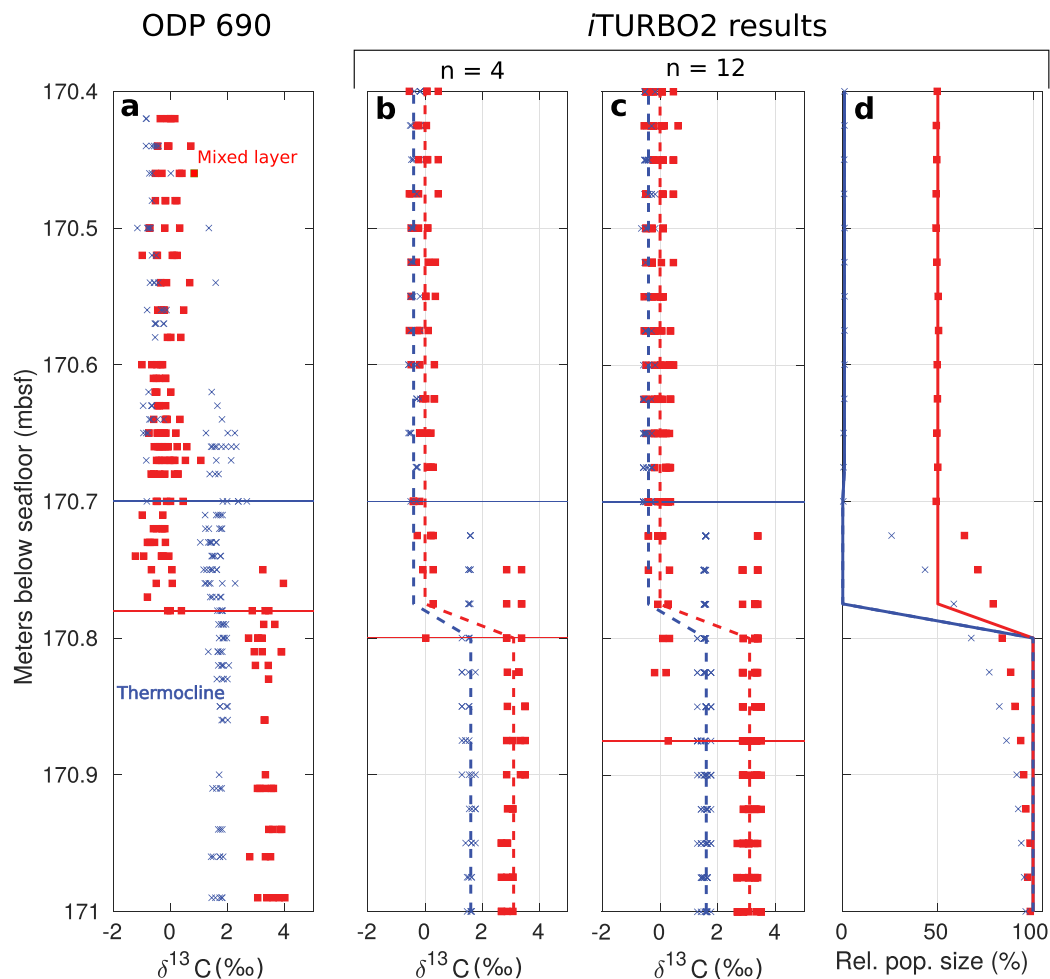 ODP 690
iTURBO2 results
n = 4
n = 12
a
b
c
d
Mixed layer
Thermocline
Meters below seafloor (mbsf)
170.4
170.5
170.6
170.7
170.8
170.9
171
-2 0 2 4
-2 0 2 4
-2 0 2 4
0 50 100
δ¹³C(‰)
δ¹³C(‰)
δ¹³C(‰)
Rel. pop. size (%)